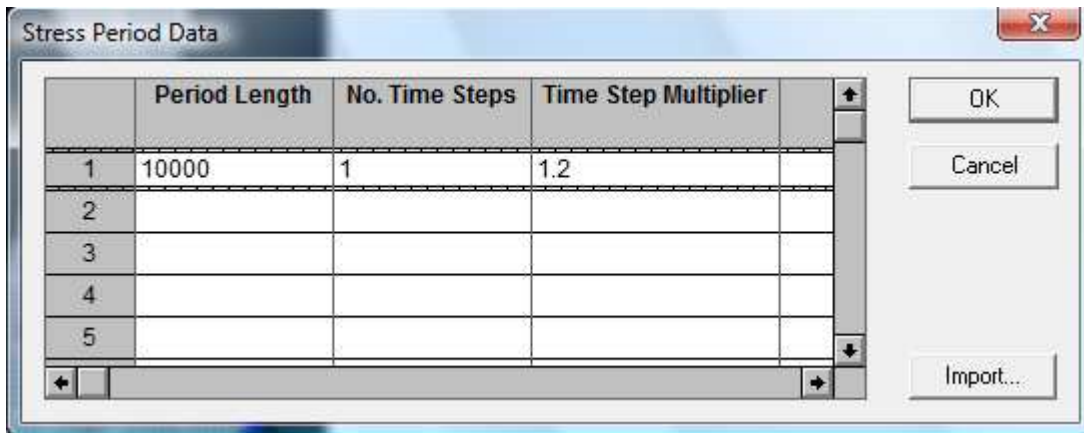 Stress Period Data
Period Length No. Time Steps Time Step Multiplier
1 10000 1 1.2
2
3
4
5
OK
Cancel
Import...